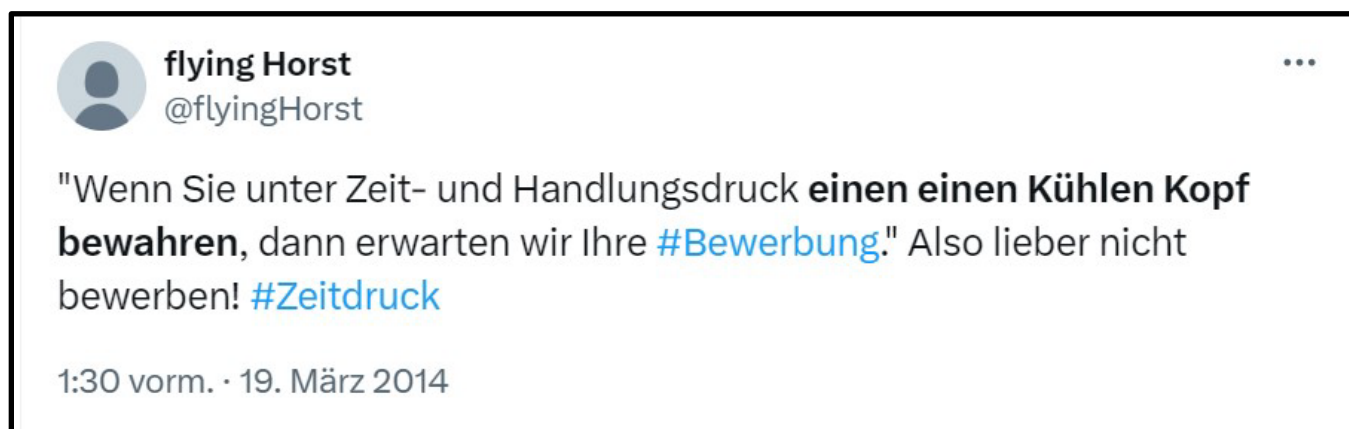 flying Horst
@flyingHorst
"Wenn Sie unter Zeit- und Handlungsdruck einen einen Kühlen Kopf
bewahren, dann erwarten wir Ihre #Bewerbung." Also lieber nicht
bewerben! #Zeitdruck
1:30 vorm. · 19. März 2014